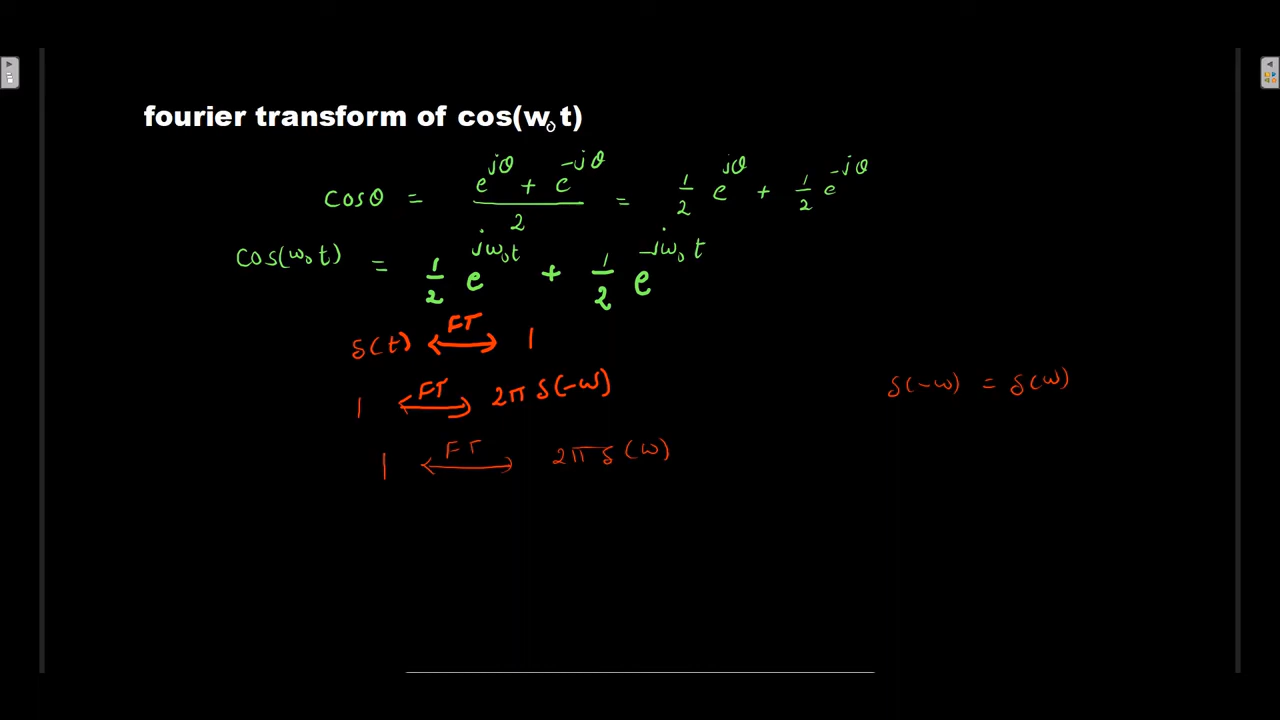 fourier transform of cos(w₀t)
cosθ = (e^{jθ} + e^{-jθ})/2 = 1/2 e^{jθ} + 1/2 e^{-jθ}
cos(ω₀t) = 1/2 e^{jω₀t} + 1/2 e^{-jω₀t}
δ(t) ⟷ FT 1
1 ⟷ FT 2π δ(-ω) δ(-ω) = δ(ω)
1 ⟷ FT 2π δ(ω)